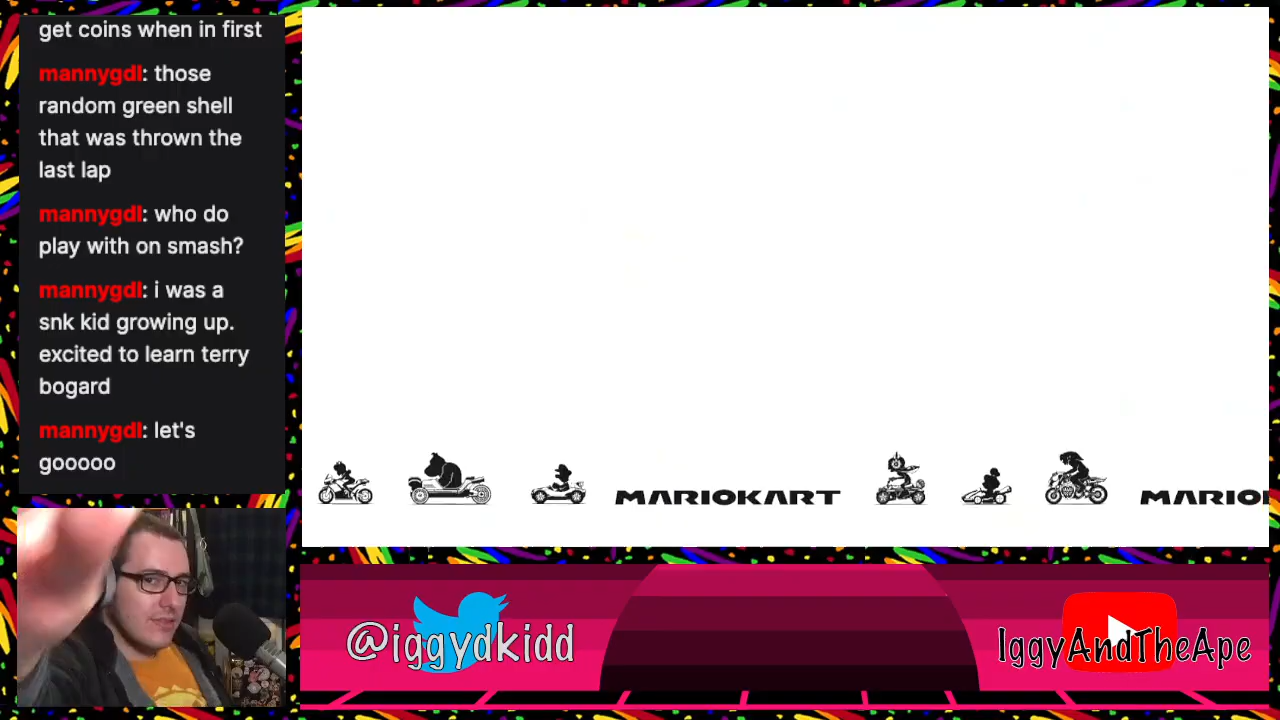 get coins when in first
mannygdl: those
random green shell
that was thrown the
last lap
mannygdl: who do
play with on smash?
mannygdl: i was a
snk kid growing up.
excited to learn terry
bogard
mannygdl: let's
gooooo
MARIOKART
MARIO
@iggydkidd
IggyAndTheApe